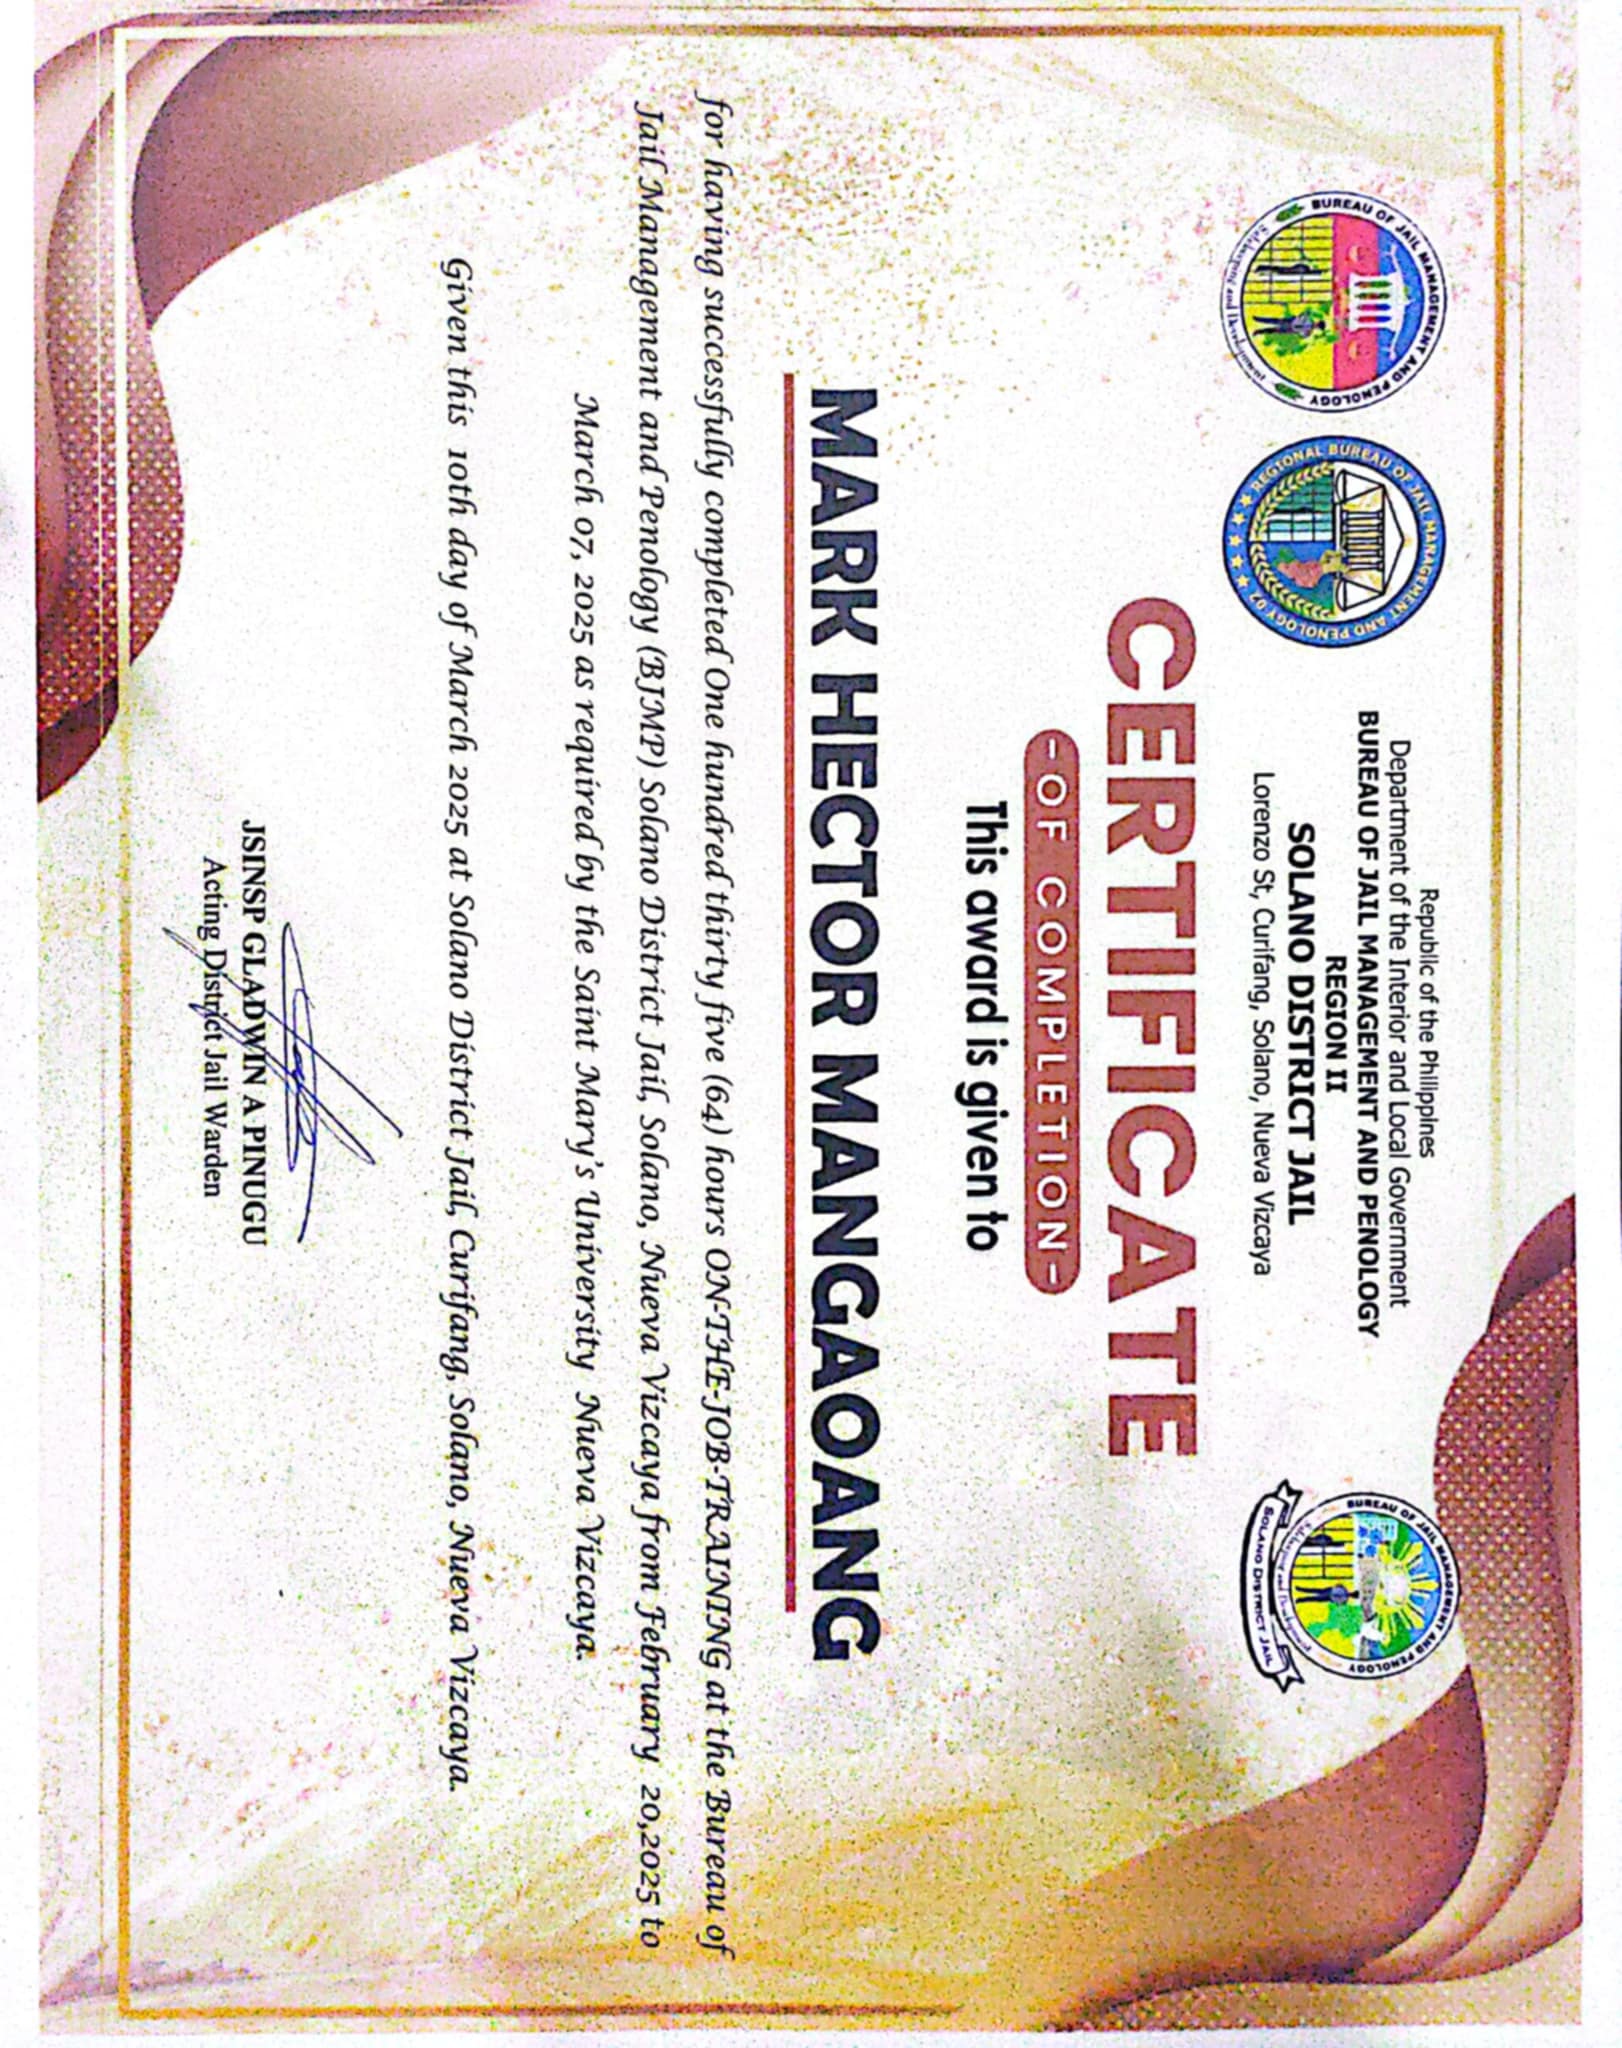 Republic of the Philippines
Department of the Interior and Local Government
BUREAU OF JAIL MANAGEMENT AND PENOLOGY
REGION II
SOLANO DISTRICT JAIL
Lorenzo St, Curifang, Solano, Nueva Vizcaya
BUREAU OF JAIL MANAGEMENT AND PENOLOGY
Safekeeping and Development
REGIONAL BUREAU OF JAIL MANAGEMENT AND PENOLOGY 02
BUREAU OF JAIL MANAGEMENT AND PENOLOGY
Safekeeping and Development
SOLANO DISTRICT JAIL
CERTIFICATE
-OF COMPLETION-
This award is given to
MARK HECTOR MANGAOANG
for having successfully completed One hundred thirty five (64) hours ON-THE-JOB-TRAINING at the Bureau of
Jail Management and Penology (BJMP) Solano District Jail, Solano, Nueva Vizcaya from February 20,2025 to
March 07, 2025 as required by the Saint Mary's University Nueva Vizcaya.
Given this 10th day of March 2025 at Solano District Jail, Curifang, Solano, Nueva Vizcaya.
JSINSP GLADWIN A PINUGU
Acting District Jail Warden